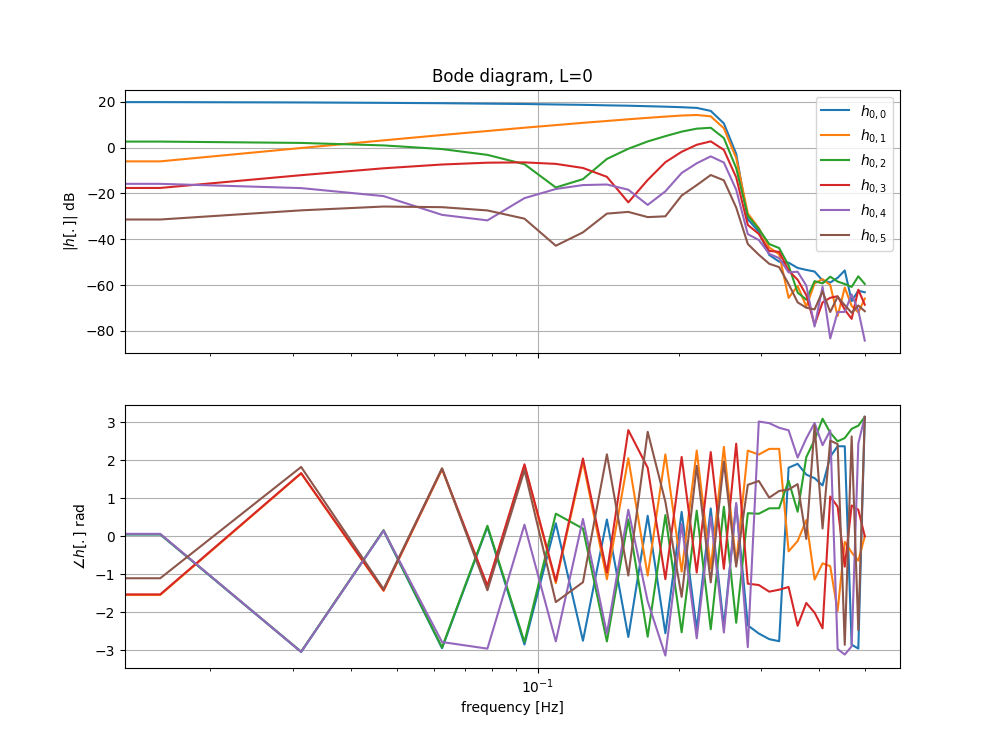 Bode diagram, L=0
|h[.]| dB
20
0
−20
−40
−60
−80
h0,0
h0,1
h0,2
h0,3
h0,4
h0,5
∠h[.] rad
3
2
1
0
−1
−2
−3
10−1
frequency [Hz]